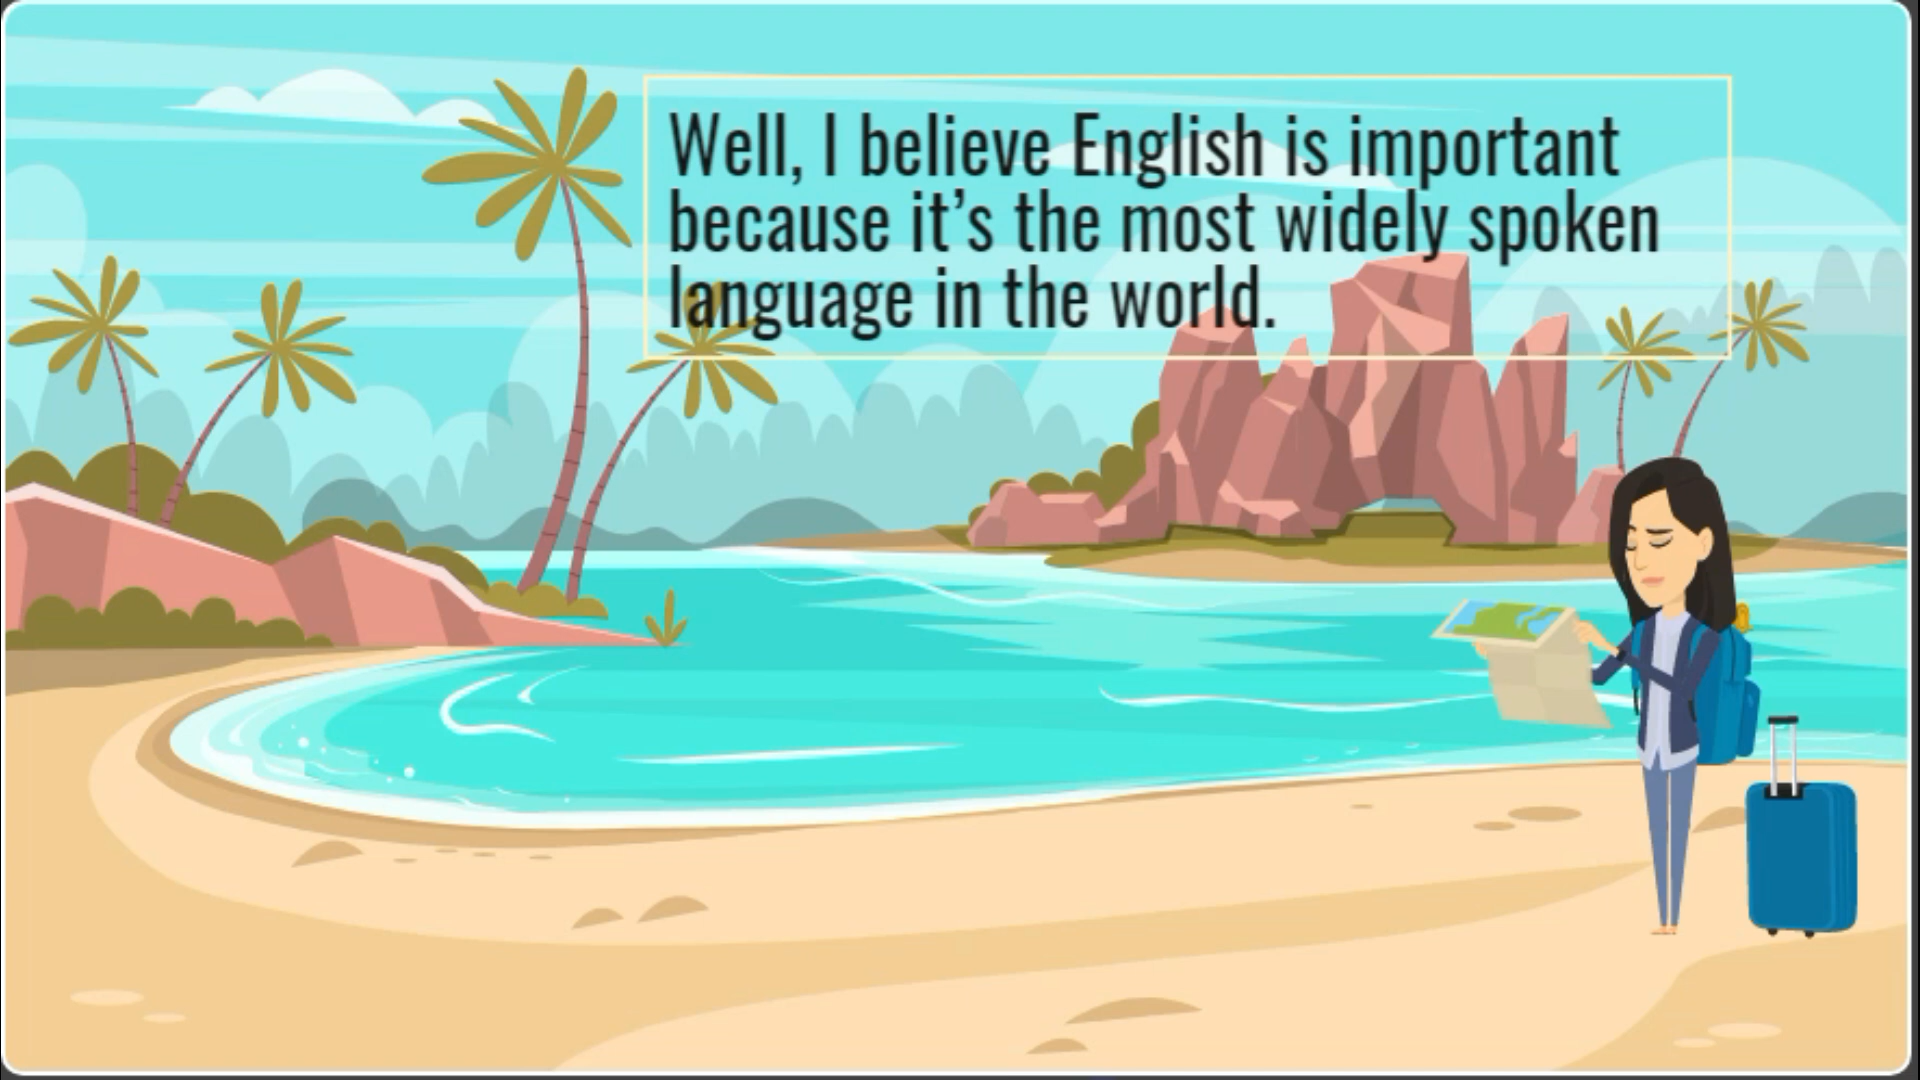 Well, I believe English is important
because it’s the most widely spoken
language in the world.